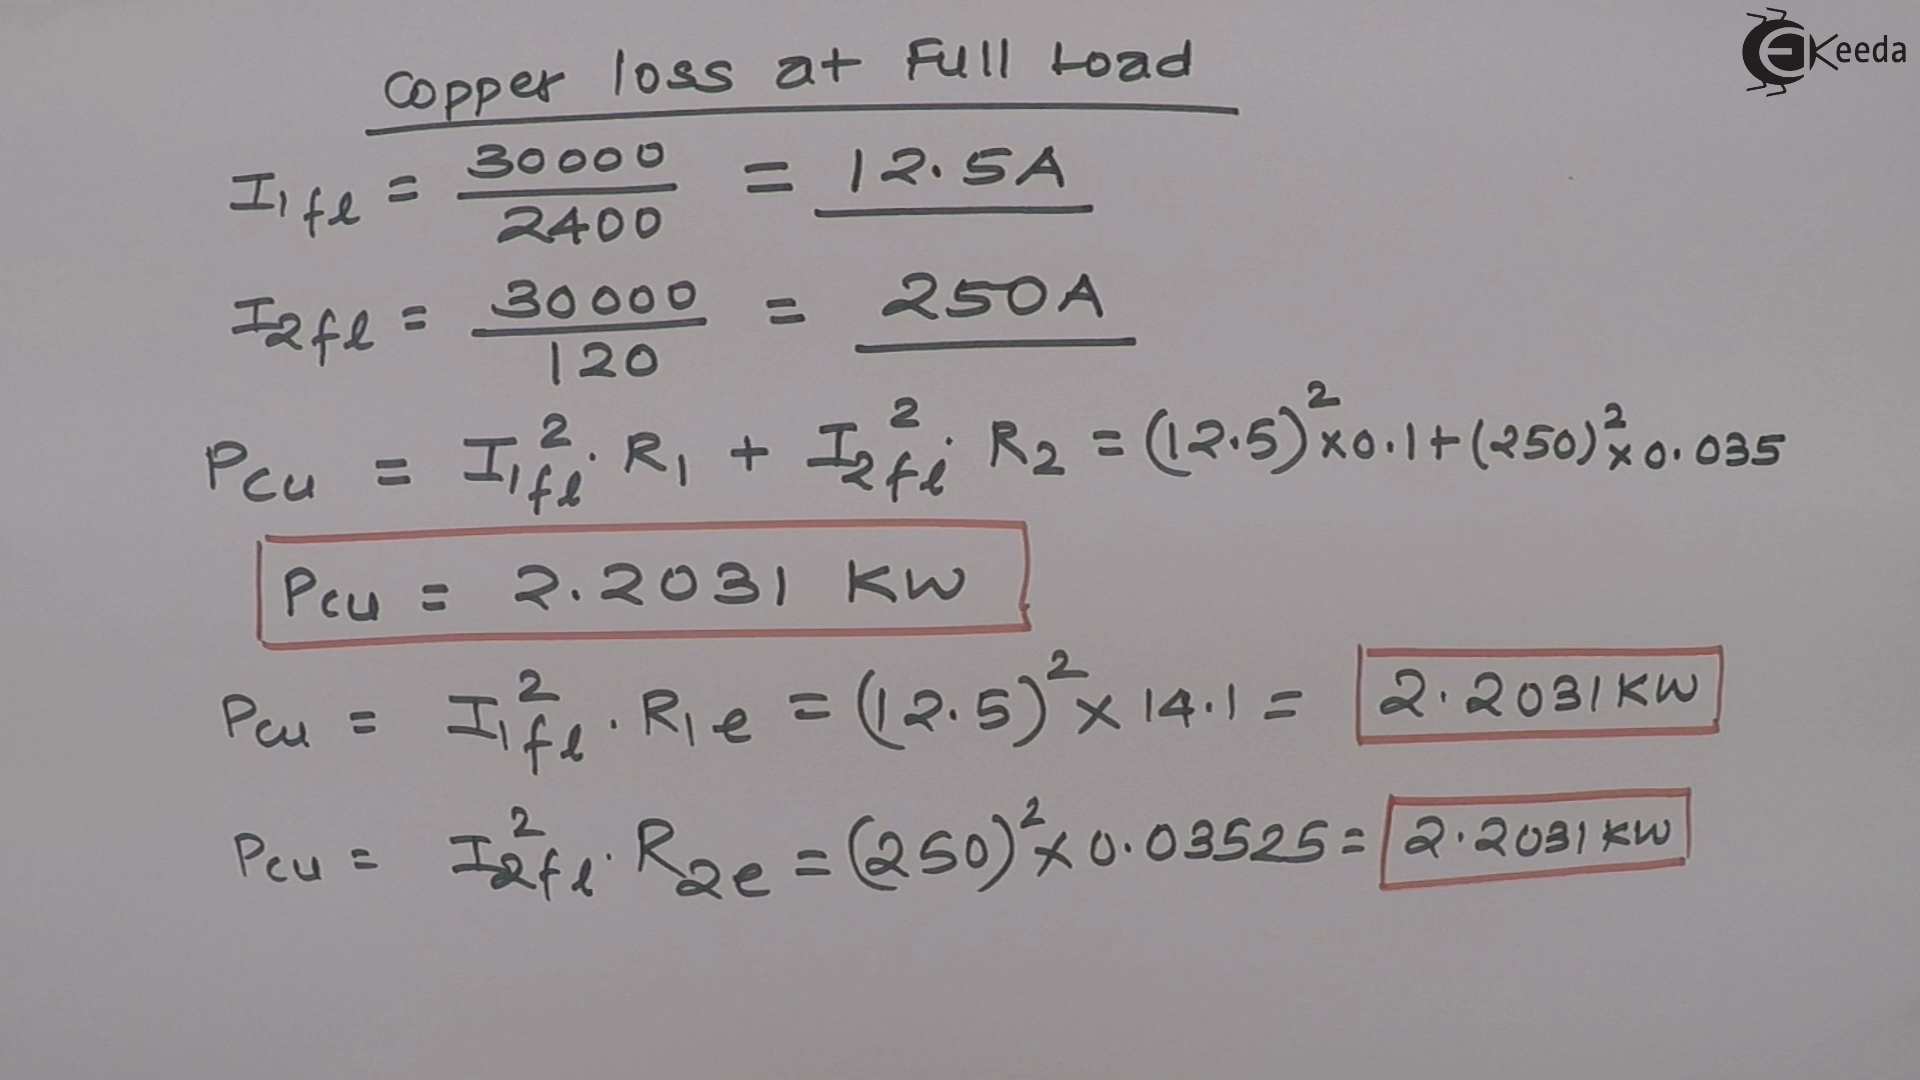 EKeeda
Copper loss at Full Load
I₁fl = 30000/2400 = 12.5A
I₂fl = 30000/120 = 250A
Pcu = I₁fl² · R₁ + I₂fl² · R₂ = (12.5)² × 0.1 + (250)² × 0.035
Pcu = 2.2031 KW
Pcu = I₁fl² · R₁e = (12.5)² × 14.1 = 2.2031 KW
Pcu = I₂fl² · R₂e = (250)² × 0.03525 = 2.2031 KW